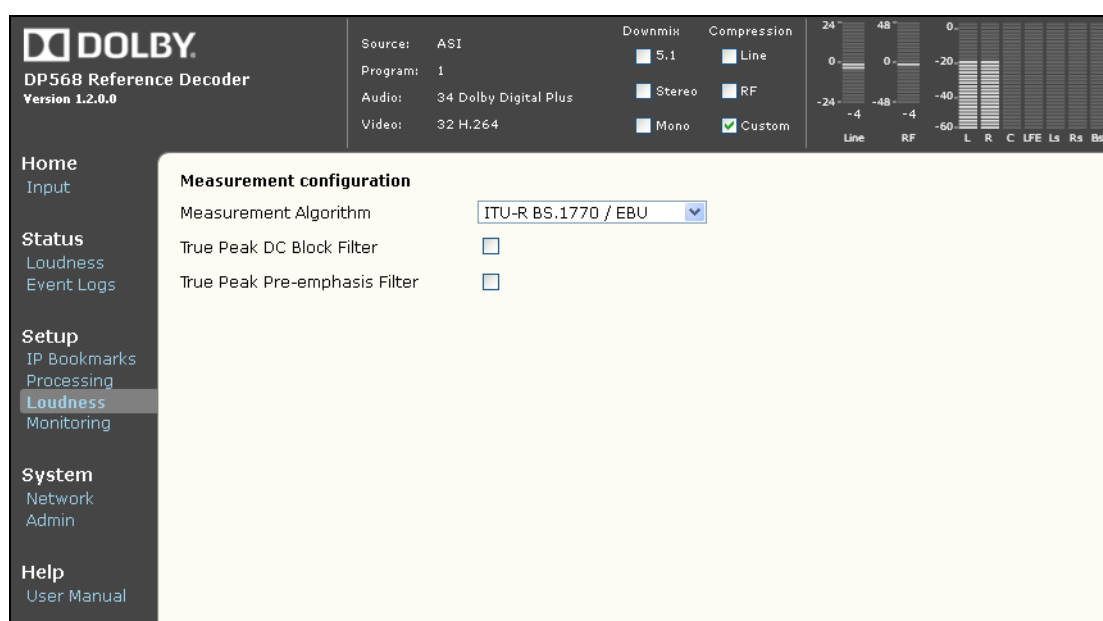 DOLBY.
DP568 Reference Decoder
Version 1.2.0.0
Source: ASI
Program: 1
Audio: 34 Dolby Digital Plus
Video: 32 H.264
Downmix
5.1
Stereo
Mono
Compression
Line
RF
Custom
24
0
-24
-4
Line
48
0
-48
-4
RF
0
-20
-40
-60
L R C LFE Ls Rs Bs
Home
Input
Status
Loudness
Event Logs
Setup
IP Bookmarks
Processing
Loudness
Monitoring
System
Network
Admin
Help
User Manual
Measurement configuration
Measurement Algorithm ITU-R BS.1770 / EBU
True Peak DC Block Filter
True Peak Pre-emphasis Filter